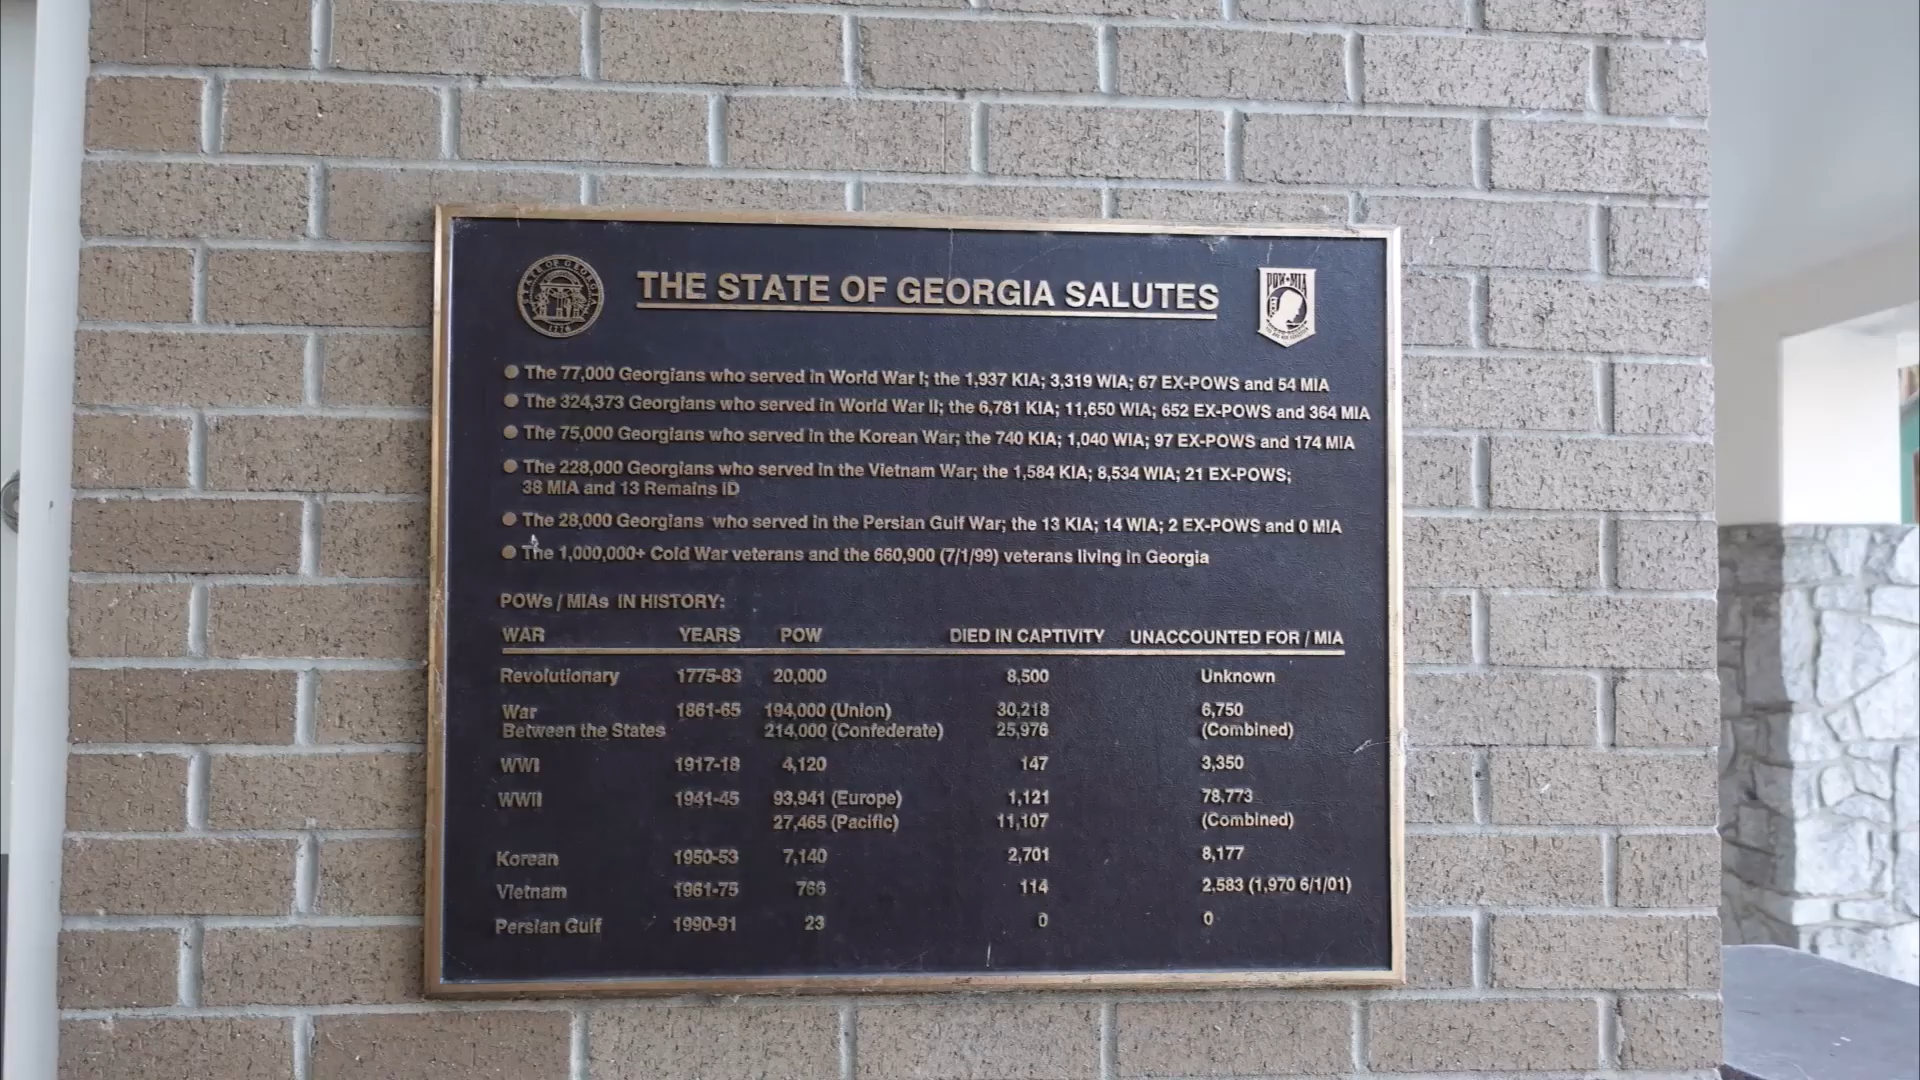 STATE OF GEORGIA
1776
THE STATE OF GEORGIA SALUTES
POW★MIA
● The 77,000 Georgians who served in World War I; the 1,937 KIA; 3,319 WIA; 67 EX-POWS and 54 MIA
● The 324,373 Georgians who served in World War II; the 6,781 KIA; 11,650 WIA; 652 EX-POWS and 364 MIA
● The 75,000 Georgians who served in the Korean War; the 740 KIA; 1,040 WIA; 97 EX-POWS and 174 MIA
● The 228,000 Georgians who served in the Vietnam War; the 1,584 KIA; 8,534 WIA; 21 EX-POWS;
38 MIA and 13 Remains ID
● The 28,000 Georgians who served in the Persian Gulf War; the 13 KIA; 14 WIA; 2 EX-POWS and 0 MIA
● The 1,000,000+ Cold War veterans and the 660,900 (7/1/99) veterans living in Georgia
POWs / MIAs IN HISTORY:
WAR YEARS POW DIED IN CAPTIVITY UNACCOUNTED FOR / MIA
Revolutionary 1775-83 20,000 8,500 Unknown
War 1861-65 194,000 (Union) 30,218 6,750
Between the States 214,000 (Confederate) 25,976 (Combined)
WWI 1917-18 4,120 147 3,350
WWII 1941-45 93,941 (Europe) 1,121 78,773
27,465 (Pacific) 11,107 (Combined)
Korean 1950-53 7,140 2,701 8,177
Vietnam 1961-75 766 114 2,583 (1,970 6/1/01)
Persian Gulf 1990-91 23 0 0